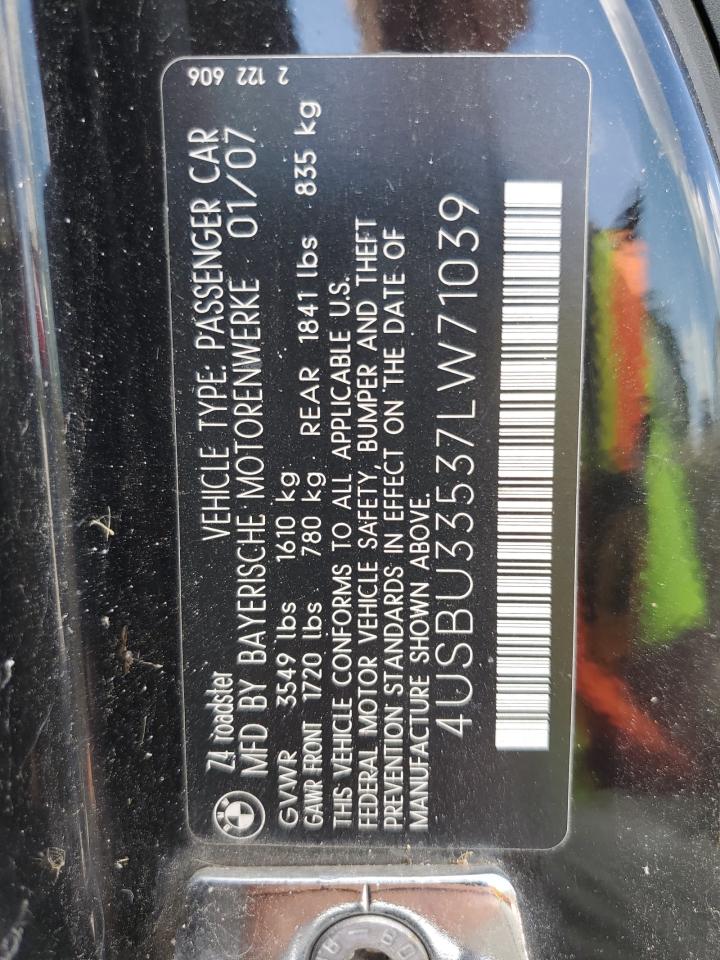 Z4 roadster VEHICLE TYPE: PASSENGER CAR
MFD BY BAYERISCHE MOTORENWERKE 01/07
GVWR 3549 lbs 1610 kg
GAWR FRONT 1720 lbs 780 kg . REAR 1841 lbs 835 kg
THIS VEHICLE CONFORMS TO ALL APPLICABLE U.S.
FEDERAL MOTOR VEHICLE SAFETY, BUMPER AND THEFT
PREVENTION STANDARDS IN EFFECT ON THE DATE OF
MANUFACTURE SHOWN ABOVE.
4USBU33537LW71039
2 122 606